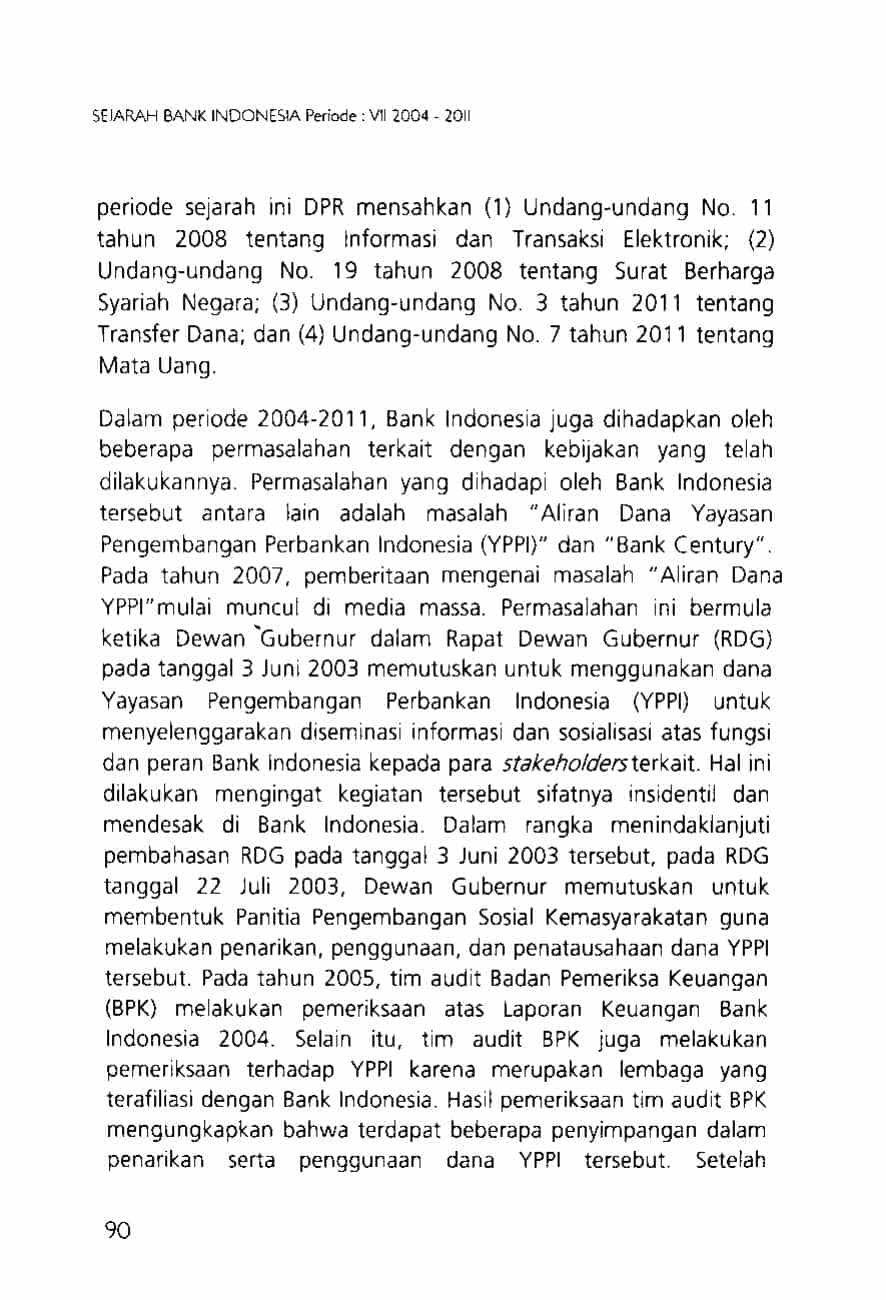 SEJARAH BANK INDONESIA Periode : VII 2004 - 2011
periode sejarah ini DPR mensahkan (1) Undang-undang No. 11
tahun 2008 tentang Informasi dan Transaksi Elektronik; (2)
Undang-undang No. 19 tahun 2008 tentang Surat Berharga
Syariah Negara; (3) Undang-undang No. 3 tahun 2011 tentang
Transfer Dana; dan (4) Undang-undang No. 7 tahun 2011 tentang
Mata Uang.
Dalam periode 2004-2011, Bank Indonesia juga dihadapkan oleh
beberapa permasalahan terkait dengan kebijakan yang telah
dilakukannya. Permasalahan yang dihadapi oleh Bank Indonesia
tersebut antara lain adalah masalah "Aliran Dana Yayasan
Pengembangan Perbankan Indonesia (YPPI)" dan "Bank Century".
Pada tahun 2007, pemberitaan mengenai masalah "Aliran Dana
YPPI"mulai muncul di media massa. Permasalahan ini bermula
ketika Dewan Gubernur dalam Rapat Dewan Gubernur (RDG)
pada tanggal 3 Juni 2003 memutuskan untuk menggunakan dana
Yayasan Pengembangan Perbankan Indonesia (YPPI) untuk
menyelenggarakan diseminasi informasi dan sosialisasi atas fungsi
dan peran Bank Indonesia kepada para stakeholders terkait. Hal ini
dilakukan mengingat kegiatan tersebut sifatnya insidentil dan
mendesak di Bank Indonesia. Dalam rangka menindaklanjuti
pembahasan RDG pada tanggal 3 Juni 2003 tersebut, pada RDG
tanggal 22 Juli 2003, Dewan Gubernur memutuskan untuk
membentuk Panitia Pengembangan Sosial Kemasyarakatan guna
melakukan penarikan, penggunaan, dan penatausahaan dana YPPI
tersebut. Pada tahun 2005, tim audit Badan Pemeriksa Keuangan
(BPK) melakukan pemeriksaan atas Laporan Keuangan Bank
Indonesia 2004. Selain itu, tim audit BPK juga melakukan
pemeriksaan terhadap YPPI karena merupakan lembaga yang
terafiliasi dengan Bank Indonesia. Hasil pemeriksaan tim audit BPK
mengungkapkan bahwa terdapat beberapa penyimpangan dalam
penarikan serta penggunaan dana YPPI tersebut. Setelah
90